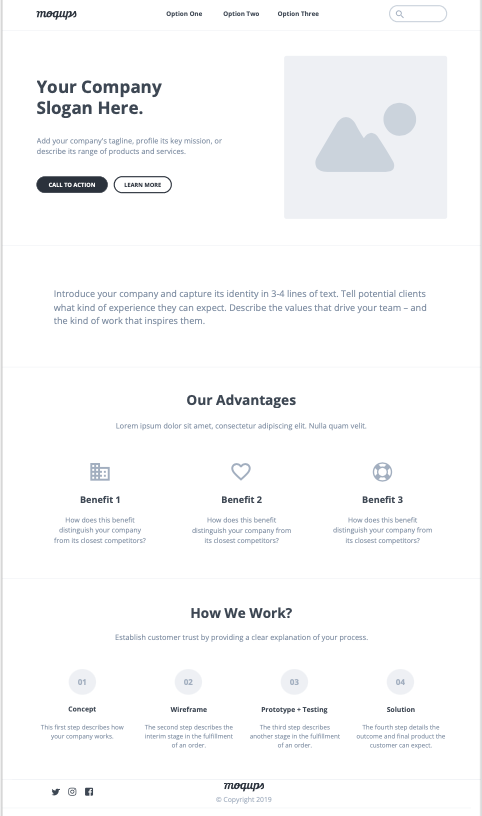 moqups
Option One
Option Two
Option Three
Your Company
Slogan Here.
Add your company's tagline, profile its key mission, or
describe its range of products and services.
CALL TO ACTION
LEARN MORE
Introduce your company and capture its identity in 3-4 lines of text. Tell potential clients
what kind of experience they can expect. Describe the values that drive your team – and
the kind of work that inspires them.
Our Advantages
Lorem ipsum dolor sit amet, consectetur adipiscing elit. Nulla quam velit.
Benefit 1
How does this benefit
distinguish your company
from its closest competitors?
Benefit 2
How does this benefit
distinguish your company from
its closest competitors?
Benefit 3
How does this benefit
distinguish your company from
its closest competitors?
How We Work?
Establish customer trust by providing a clear explanation of your process.
01
Concept
This first step describes how
your company works.
02
Wireframe
The second step describes the
interim stage in the fulfillment
of an order.
03
Prototype + Testing
The third step describes
another stage in the fulfillment
of an order.
04
Solution
The fourth step details the
outcome and final product the
customer can expect.
moqups
© Copyright 2019